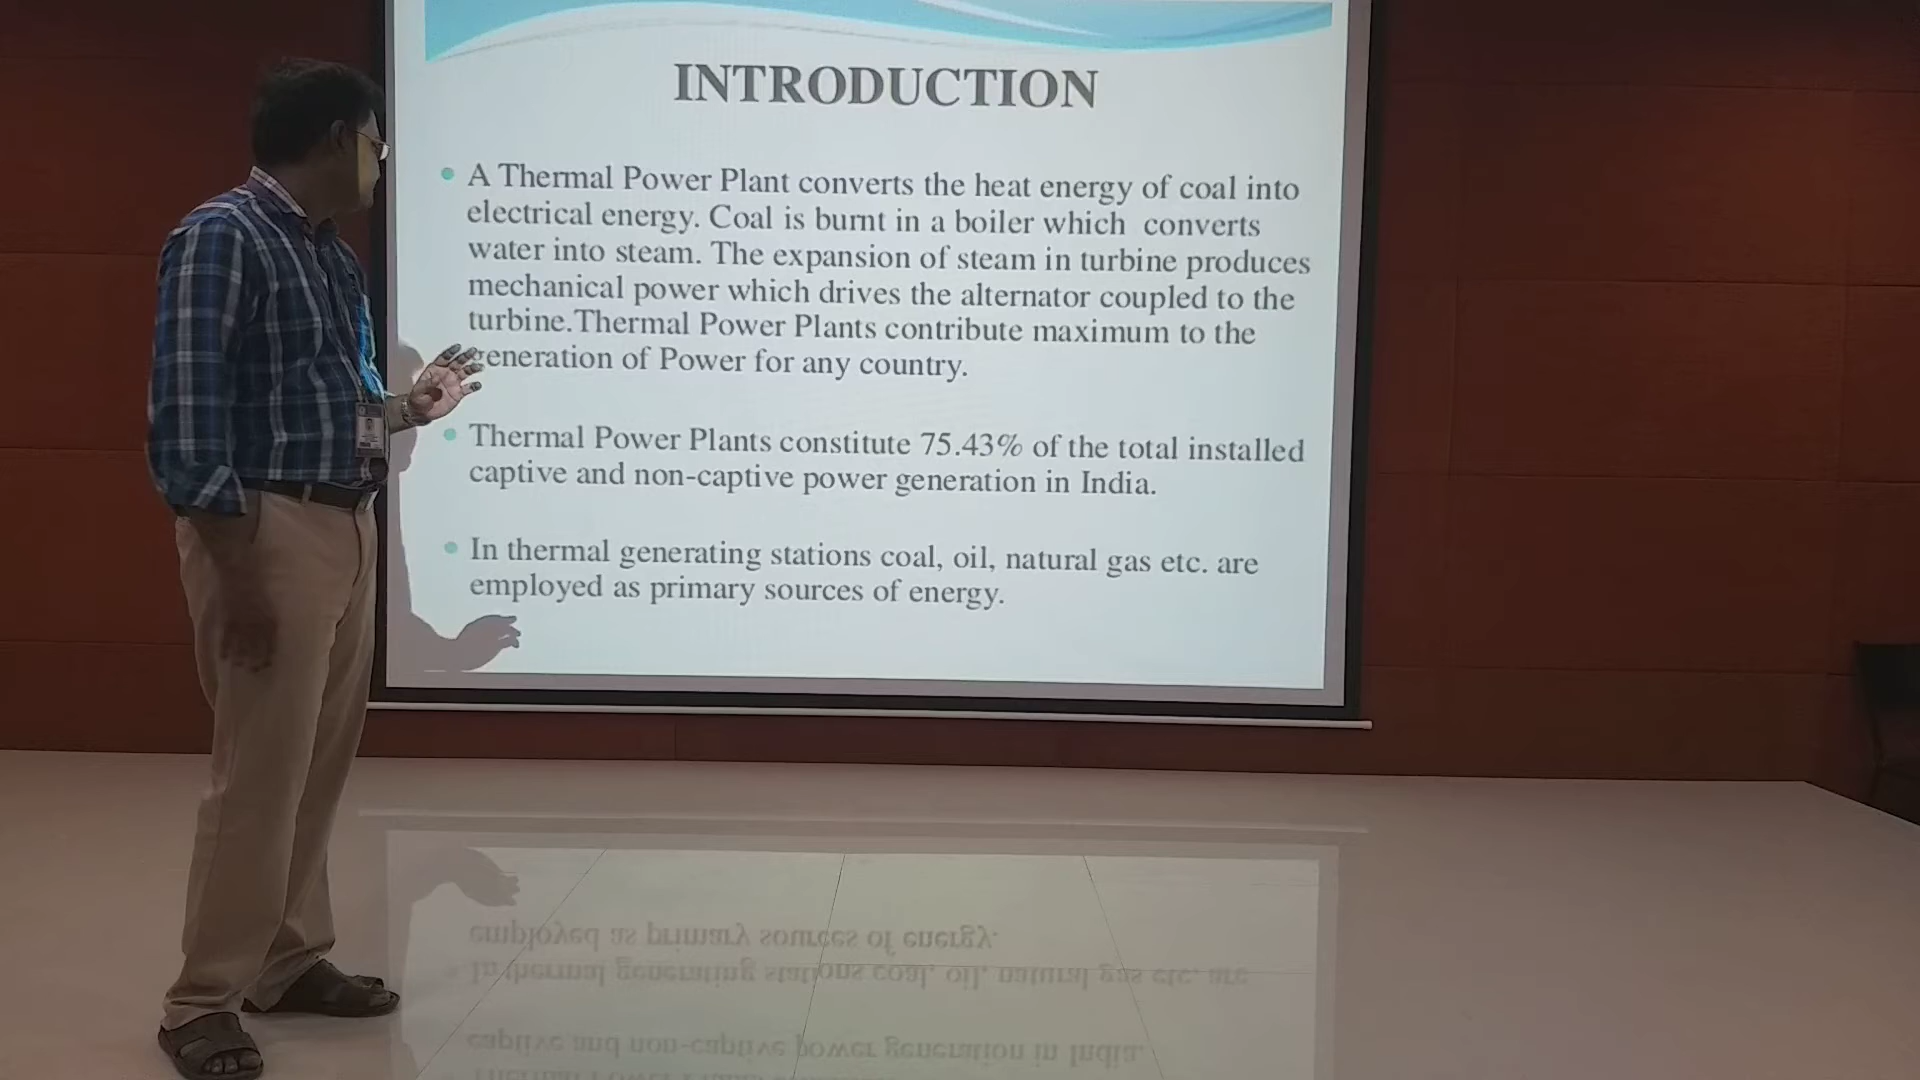 INTRODUCTION
A Thermal Power Plant converts the heat energy of coal into
electrical energy. Coal is burnt in a boiler which converts
water into steam. The expansion of steam in turbine produces
mechanical power which drives the alternator coupled to the
turbine.Thermal Power Plants contribute maximum to the
generation of Power for any country.
Thermal Power Plants constitute 75.43% of the total installed
captive and non-captive power generation in India.
In thermal generating stations coal, oil, natural gas etc. are
employed as primary sources of energy.